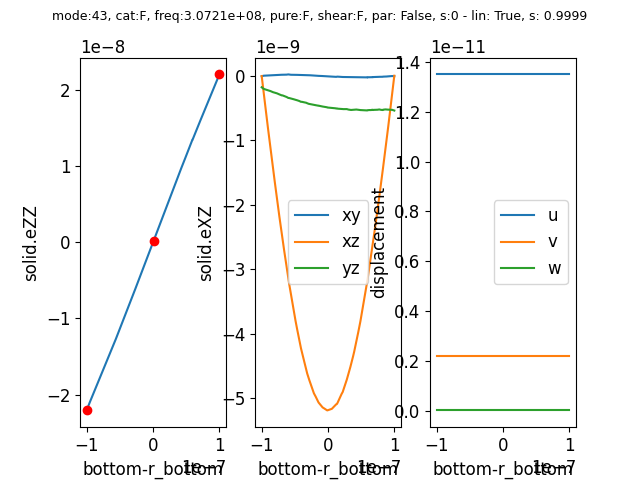 mode:43, cat:F, freq:3.0721e+08, pure:F, shear:F, par: False, s:0 - lin: True, s: 0.9999
1e−8
solid.eZZ
2
1
0
−1
−2
−1
0
1
1e−7
bottom-r_bottom
1e−9
solid.eXZ
0
−1
−2
−3
−4
−5
xy
xz
yz
−1
0
1
1e−7
bottom-r_bottom
1e−11
displacement
1.4
1.2
1.0
0.8
0.6
0.4
0.2
0.0
u
v
w
−1
0
1
1e−7
bottom-r_bottom